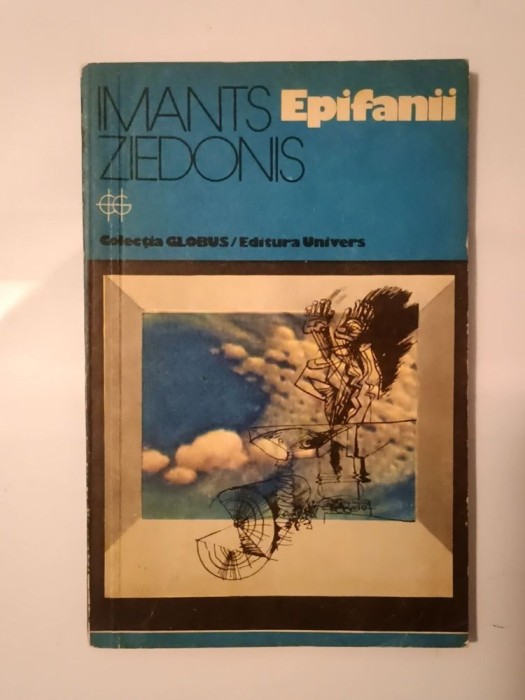 IMANTS Epifanii
ZIEDONIS
Colecția GLOBUS/Editura Univers